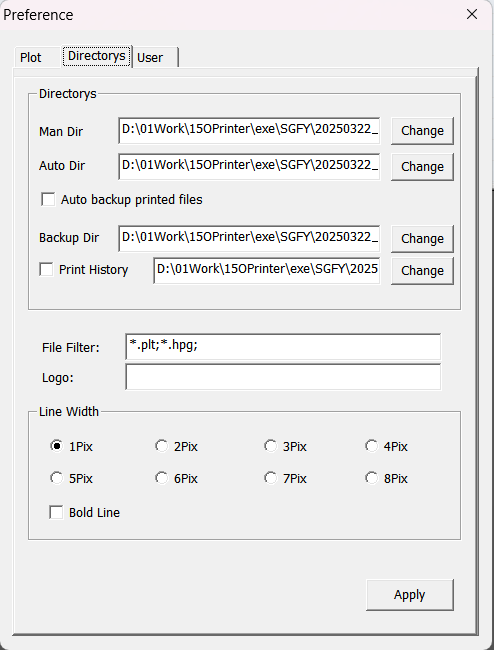 Preference
Plot Directorys User
Directorys
Man Dir D:\01Work\15OPrinter\exe\SGFY\20250322_ Change
Auto Dir D:\01Work\15OPrinter\exe\SGFY\20250322_ Change
Auto backup printed files
Backup Dir D:\01Work\15OPrinter\exe\SGFY\20250322_ Change
Print History D:\01Work\15OPrinter\exe\SGFY\2025 Change
File Filter: *.plt;*.hpg;
Logo:
Line Width
1Pix 2Pix 3Pix 4Pix
5Pix 6Pix 7Pix 8Pix
Bold Line
Apply